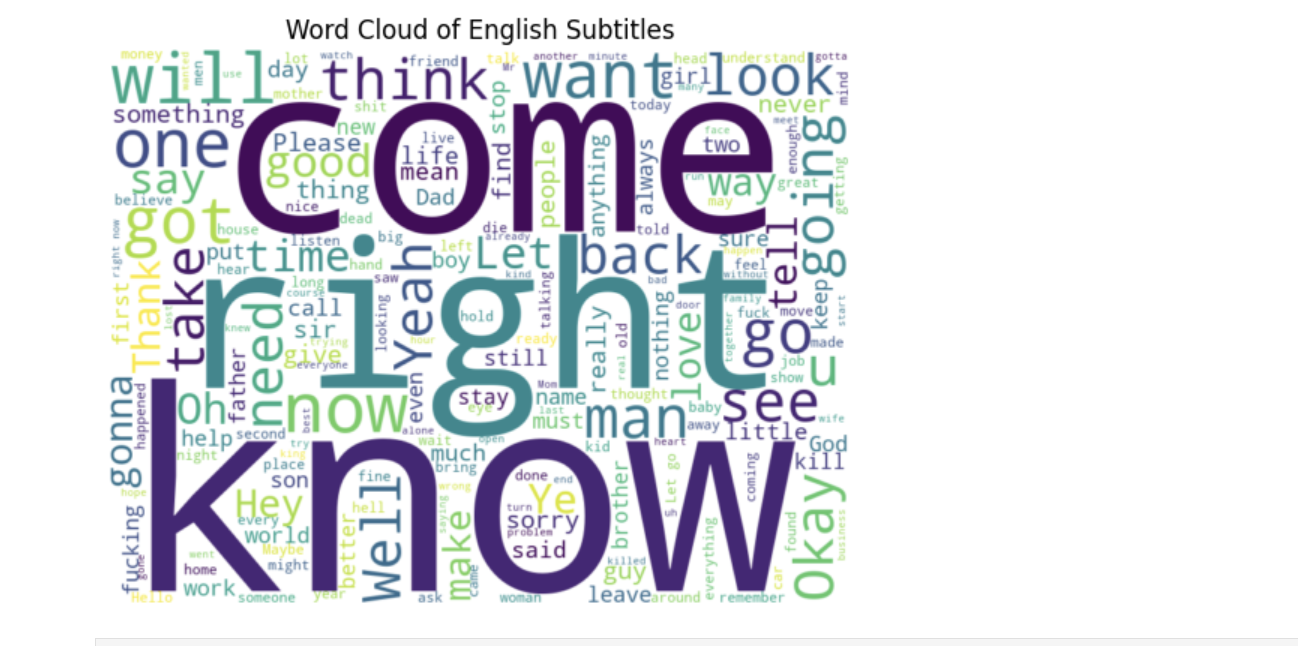 Word Cloud of English Subtitles
money
wanted
men
use
lot
day
watch
friend
talk
Mr
another
minute
head
understand
gotta
will
think
want
girl
look
many
mind
mother
something
shit
new
stop
today
never
come
one
Please
good
live
life
mean
find
people
anything
always
face
two
meet
enough
going
say
thing
Dad
run
way
great
getting
believe
nice
may
got
dead
house
die
already
told
right now
listen
big
left
boy
Let
back
sure
happen
tell
put
time
hear
hand
kind
bad
feel
without
first
Thank
take
lost
long
course
saw
Yeah
talking
family
keep
start
right
call
looking
hold
really
old
nothing
door
fuck
move
love
together
go
made
knew
sir
need
trying
give
everyone
hour
ready
still
real
job
show
u
gonna
happened
father
even
stay
eye
Mom
name
thought
see
Oh
now
best
last
must
man
baby
away
wife
little
help
second
alone
wait
open
kid
heart
God
night
try
king
much
bring
kill
know
place
son
fine
done
end
brother
Let go
coming
hope
fucking
Hey
hell
wrong
turn
Ye
Okay
every
world
better
well
make
saying
sorry
problem
said
uh
everything
found
business
gone
went
home
Maybe
might
came
killed
guy
car
work
Hello
someone
year
ask
woman
leave
around
remember